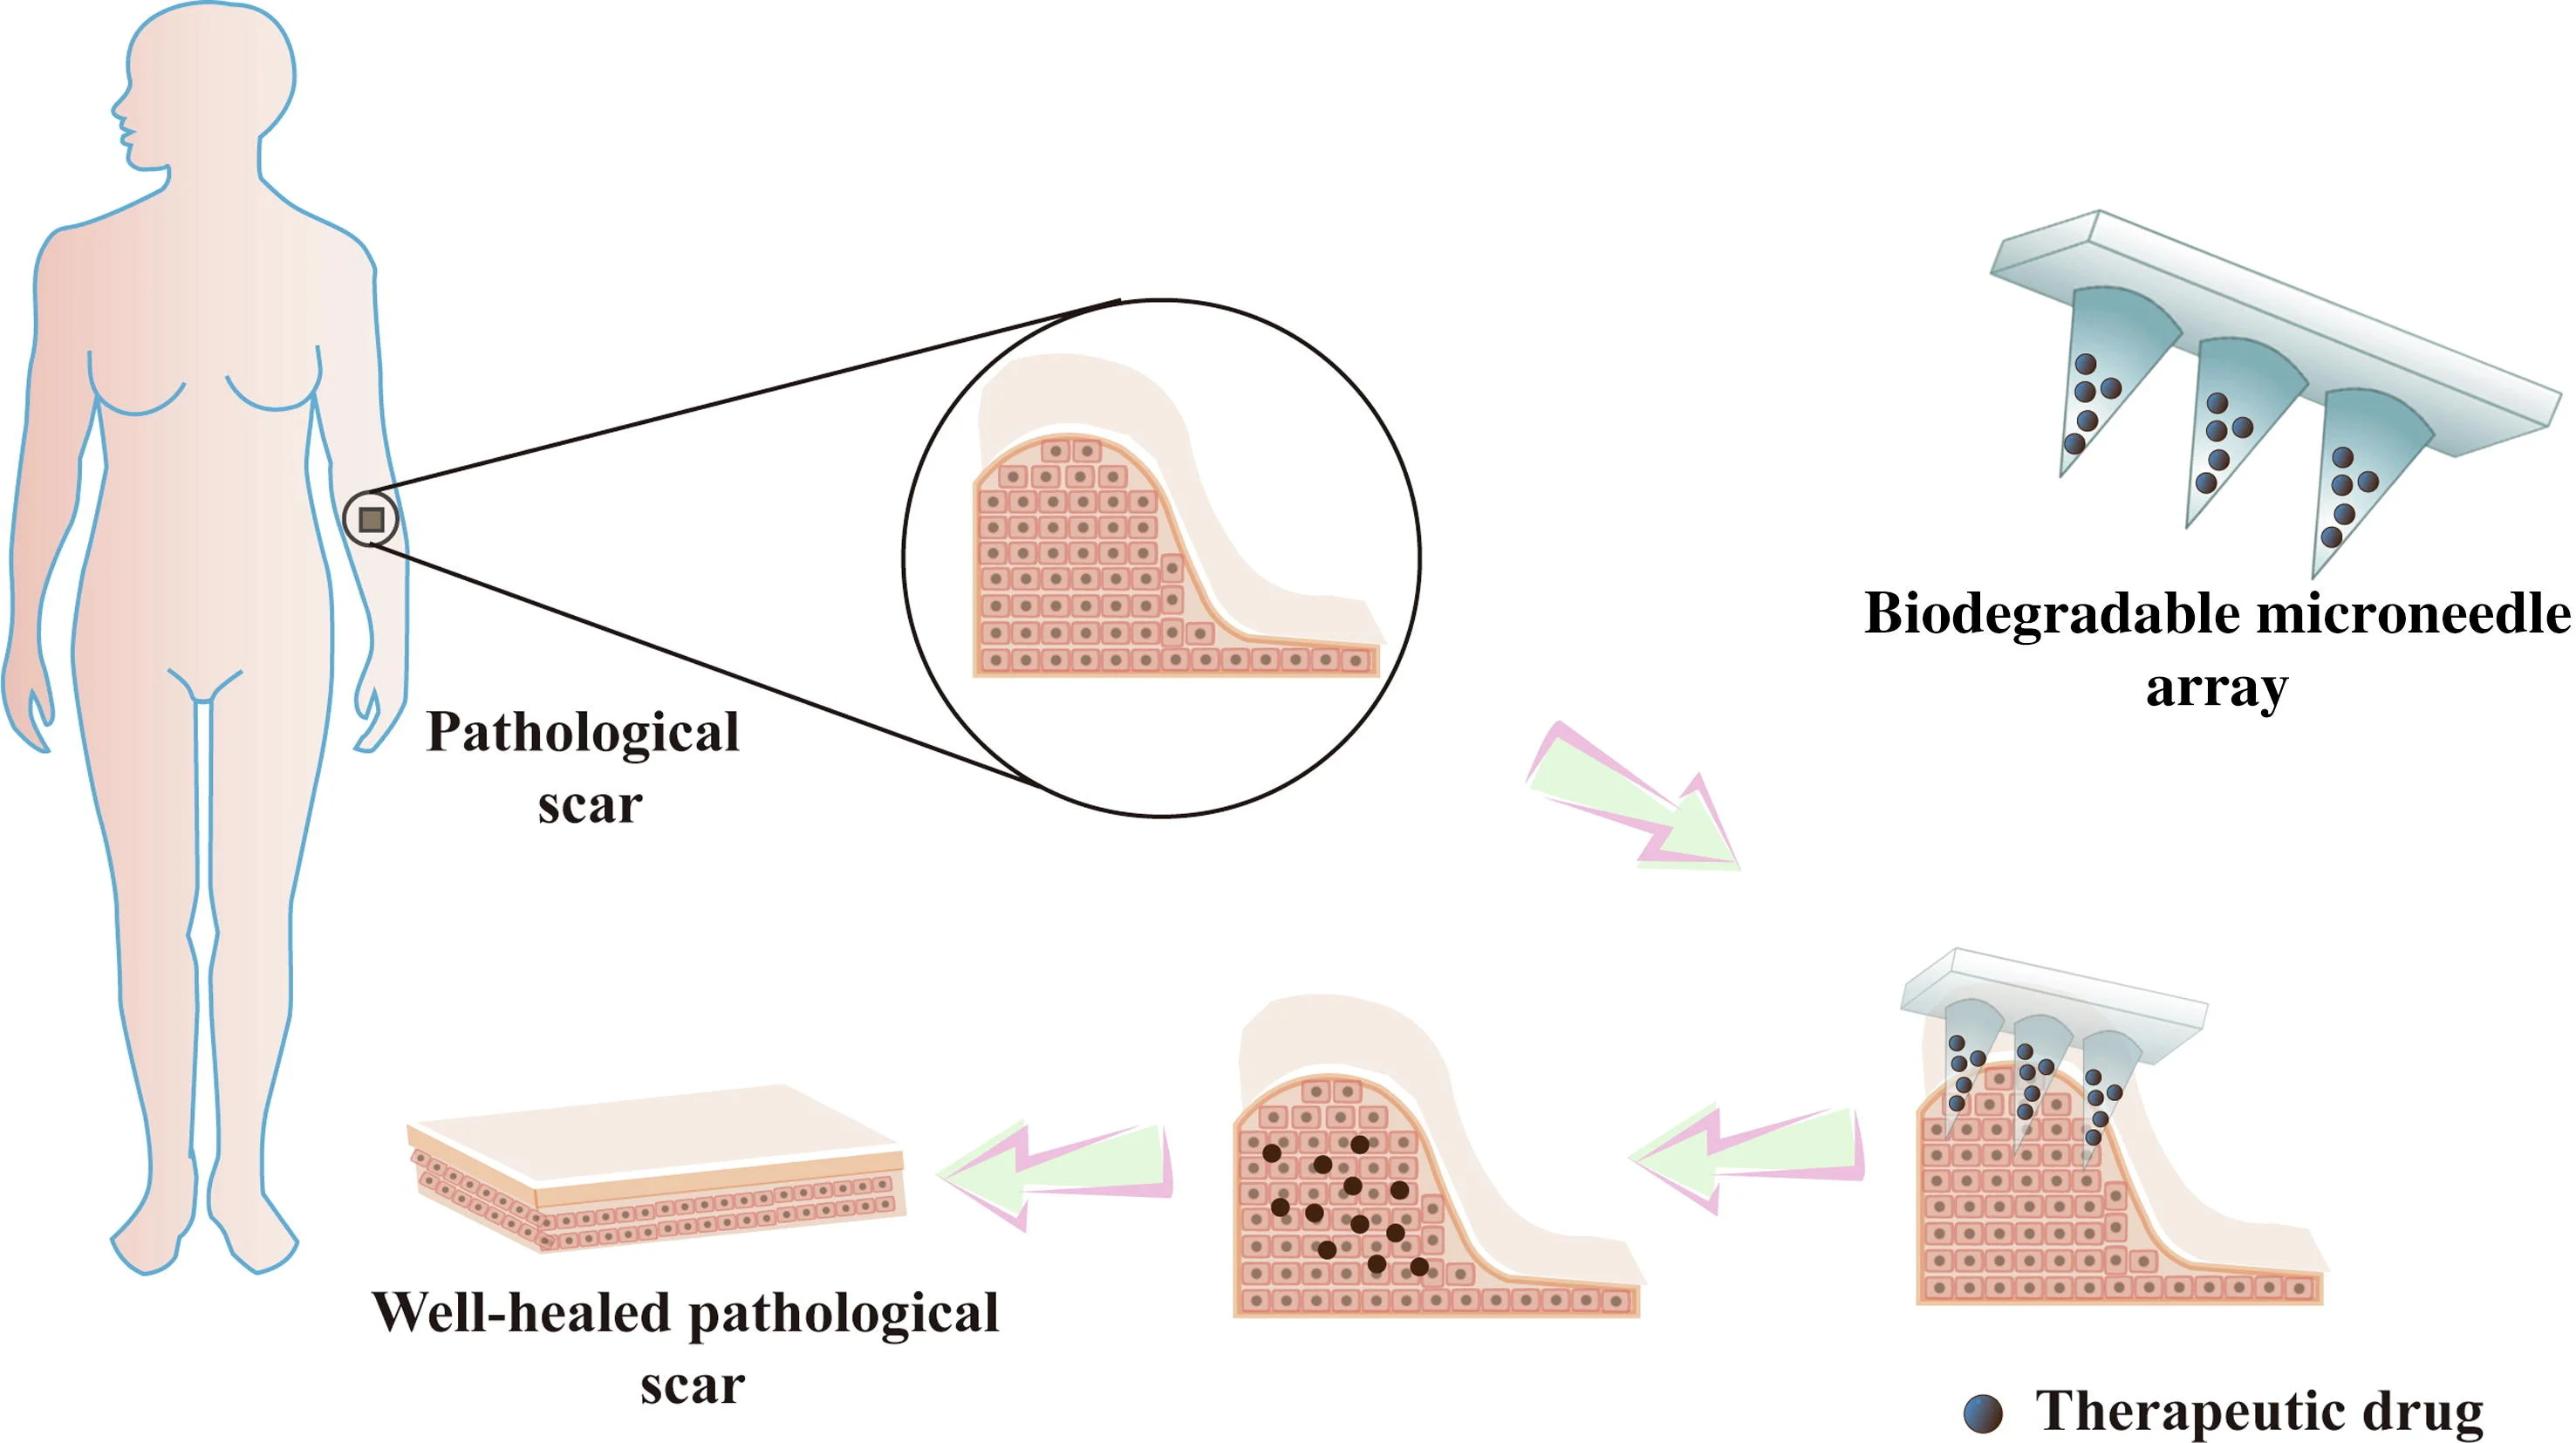 Biodegradable microneedle
array
Pathological
scar
Well-healed pathological
scar
Therapeutic drug